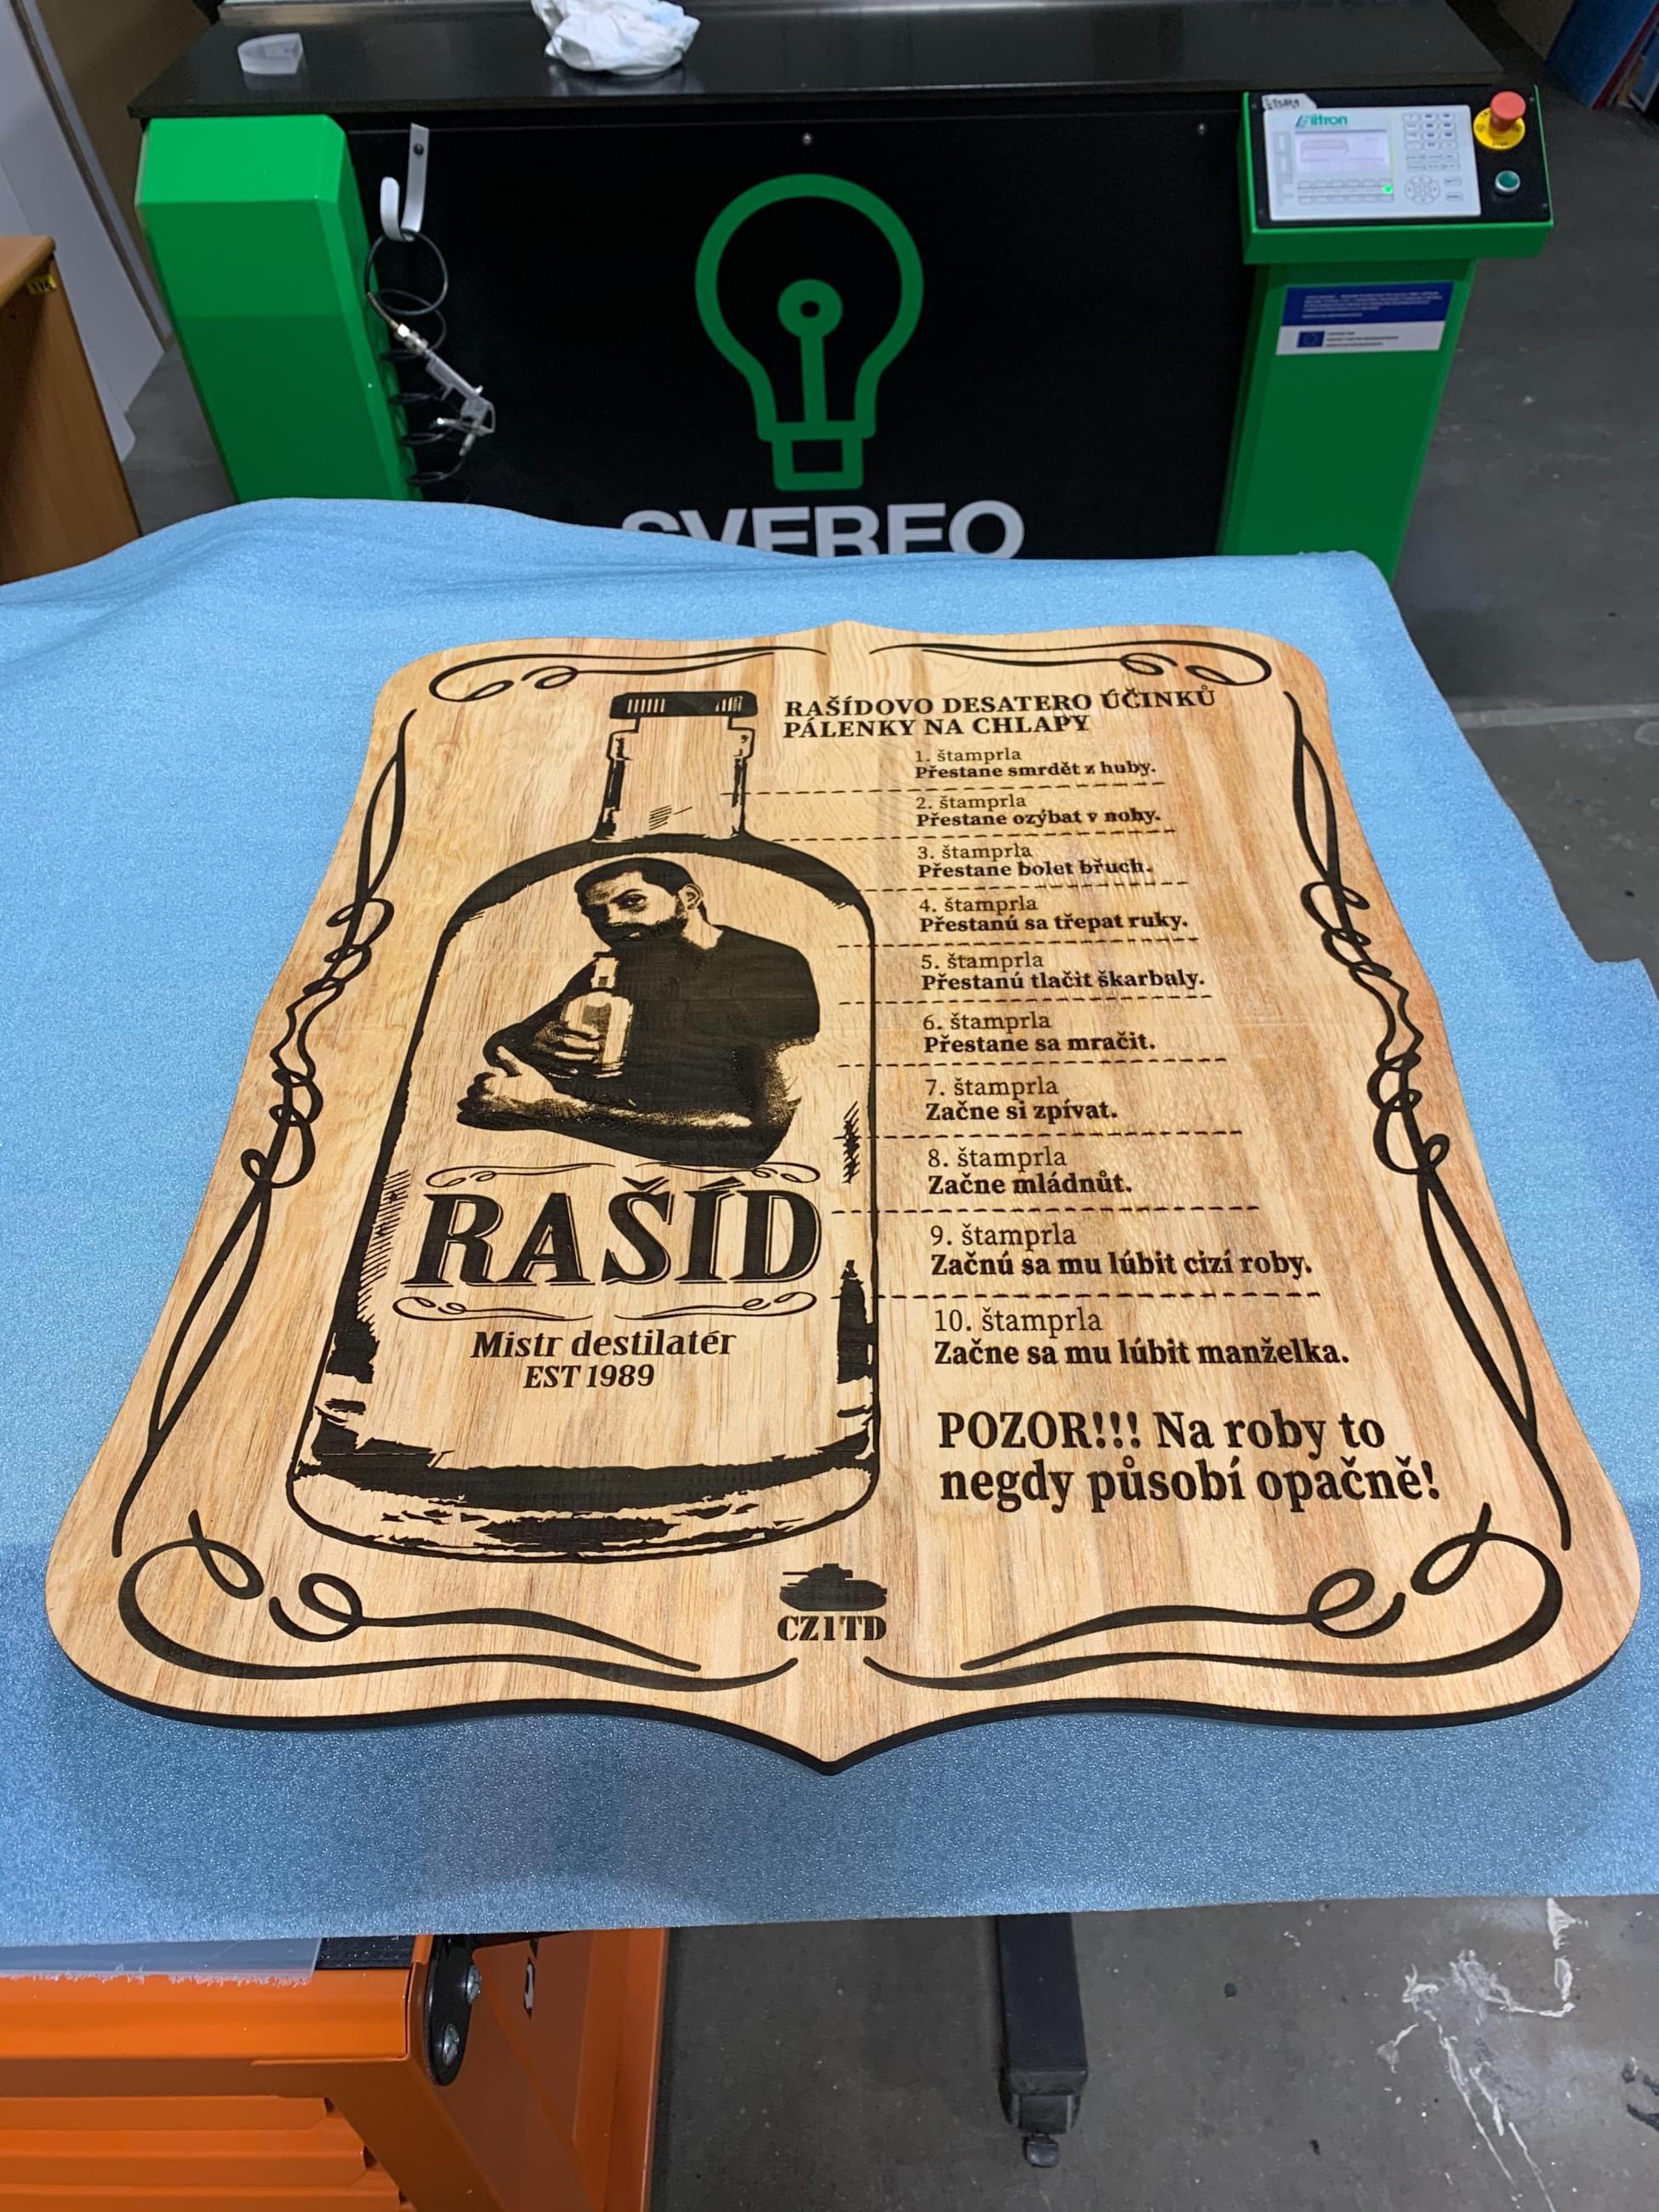 Elitron
SVEREO
RAŠÍDOVO DESATERO ÚČINKŮ
PÁLENKY NA CHLAPY
1. štamprla
Přestane smrdět z huby.
2. štamprla
Přestane ozýbat v nohy.
3. štamprla
Přestane bolet břuch.
4. štamprla
Přestanú sa třepat ruky.
5. štamprla
Přestanú tlačit škarbaly.
6. štamprla
Přestane sa mračit.
7. štamprla
Začne si zpívat.
8. štamprla
Začne mládnůt.
9. štamprla
Začnú sa mu lúbit cizí roby.
10. štamprla
Začne sa mu lúbit manželka.
POZOR!!! Na roby to
negdy působí opačně!
RAŠÍD
Mistr destilatér
EST 1989
CZ1TD